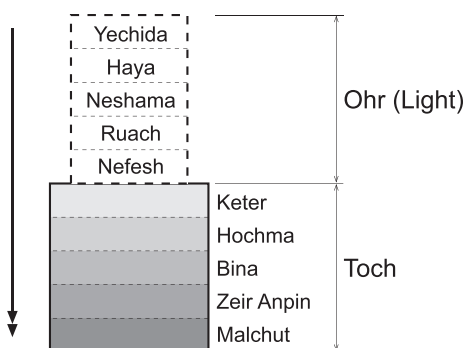 Yechida
Haya
Neshama
Ruach
Nefesh
Ohr (Light)
Keter
Hochma
Bina
Zeir Anpin
Malchut
Toch